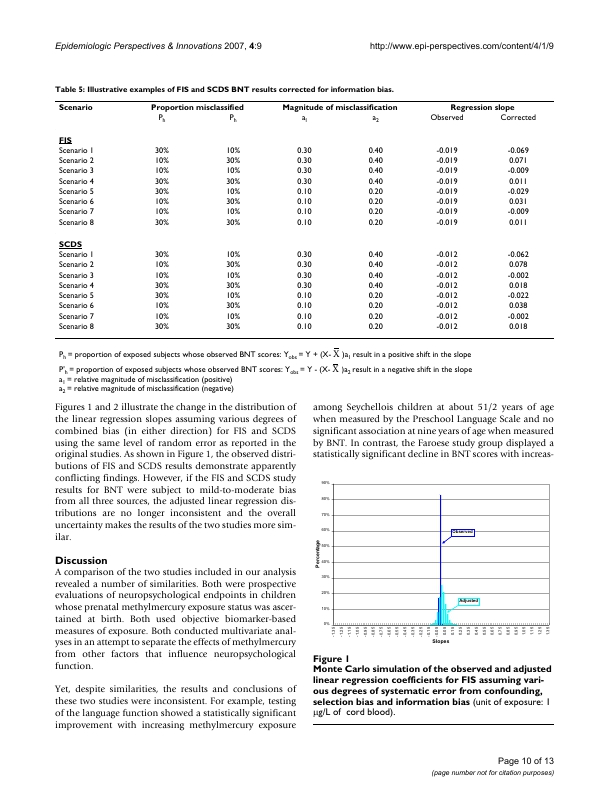 Epidemiologic Perspectives & Innovations 2007, 4:9 http://www.epi-perspectives.com/content/4/1/9
Table 5: Illustrative examples of FIS and SCDS BNT results corrected for information bias.
Scenario Proportion misclassified Magnitude of misclassification Regression slope
Ph Ph a1 a2 Observed Corrected
FIS
Scenario 1 30% 10% 0.30 0.40 -0.019 -0.069
Scenario 2 10% 30% 0.30 0.40 -0.019 0.071
Scenario 3 10% 10% 0.30 0.40 -0.019 -0.009
Scenario 4 30% 30% 0.30 0.40 -0.019 0.011
Scenario 5 30% 10% 0.10 0.20 -0.019 -0.029
Scenario 6 10% 30% 0.10 0.20 -0.019 0.031
Scenario 7 10% 10% 0.10 0.20 -0.019 -0.009
Scenario 8 30% 30% 0.10 0.20 -0.019 0.011
SCDS
Scenario 1 30% 10% 0.30 0.40 -0.012 -0.062
Scenario 2 10% 30% 0.30 0.40 -0.012 0.078
Scenario 3 10% 10% 0.30 0.40 -0.012 -0.002
Scenario 4 30% 30% 0.30 0.40 -0.012 0.018
Scenario 5 30% 10% 0.10 0.20 -0.012 -0.022
Scenario 6 10% 30% 0.10 0.20 -0.012 0.038
Scenario 7 10% 10% 0.10 0.20 -0.012 -0.002
Scenario 8 30% 30% 0.10 0.20 -0.012 0.018
Ph = proportion of exposed subjects whose observed BNT scores: Yobs = Y + (X- X̅ )a1 result in a positive shift in the slope
P'h = proportion of exposed subjects whose observed BNT scores: Yobs = Y - (X- X̅ )a2 result in a negative shift in the slope
a1 = relative magnitude of misclassification (positive)
a2 = relative magnitude of misclassification (negative)
Figures 1 and 2 illustrate the change in the distribution of
the linear regression slopes assuming various degrees of
combined bias (in either direction) for FIS and SCDS
using the same level of random error as reported in the
original studies. As shown in Figure 1, the observed distri-
butions of FIS and SCDS results demonstrate apparently
conflicting findings. However, if the FIS and SCDS study
results for BNT were subject to mild-to-moderate bias
from all three sources, the adjusted linear regression dis-
tributions are no longer inconsistent and the overall
uncertainty makes the results of the two studies more sim-
ilar.
Discussion
A comparison of the two studies included in our analysis
revealed a number of similarities. Both were prospective
evaluations of neuropsychological endpoints in children
whose prenatal methylmercury exposure status was ascer-
tained at birth. Both used objective biomarker-based
measures of exposure. Both conducted multivariate anal-
yses in an attempt to separate the effects of methylmercury
from other factors that influence neuropsychological
function.
Yet, despite similarities, the results and conclusions of
these two studies were inconsistent. For example, testing
of the language function showed a statistically significant
improvement with increasing methylmercury exposure
among Seychellois children at about 51/2 years of age
when measured by the Preschool Language Scale and no
significant association at nine years of age when measured
by BNT. In contrast, the Faroese study group displayed a
statistically significant decline in BNT scores with increas-
90%
80%
70%
60%
50%
40%
30%
20%
10%
0%
Percentage
Observed
Adjusted
Slopes
Figure 1
Monte Carlo simulation of the observed and adjusted
linear regression coefficients for FIS assuming vari-
ous degrees of systematic error from confounding,
selection bias and information bias (unit of exposure: 1
μg/L of cord blood).
Page 10 of 13
(page number not for citation purposes)